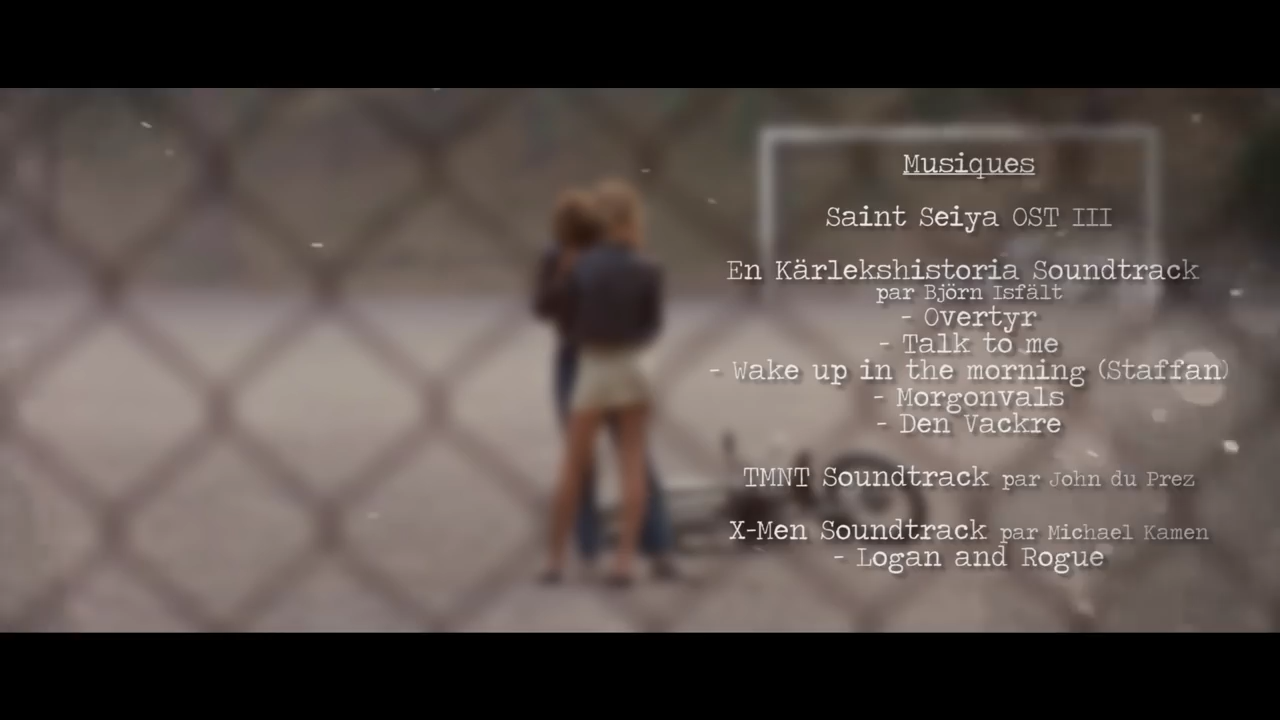 Musiques
Saint Seiya OST III
En Kärlekshistoria Soundtrack
par Björn Isfält
- Overtyr
- Talk to me
- Wake up in the morning (Staffan)
- Morgonvals
- Den Vackre
TMNT Soundtrack par John du Prez
X-Men Soundtrack par Michael Kamen
- Logan and Rogue